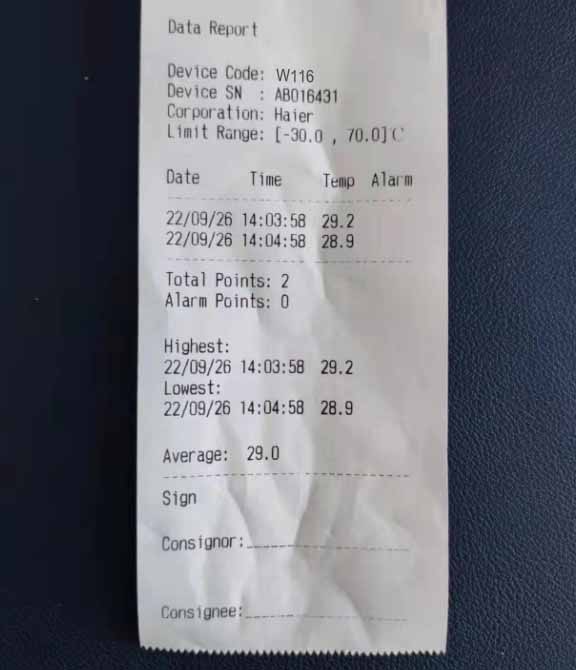 Data Report
Device Code: W116
Device SN : AB016431
Corporation: Haier
Limit Range: [-30.0 , 70.0]℃
Date Time Temp Alarm
22/09/26 14:03:58 29.2
22/09/26 14:04:58 28.9
Total Points: 2
Alarm Points: 0
Highest:
22/09/26 14:03:58 29.2
Lowest:
22/09/26 14:04:58 28.9
Average: 29.0
Sign
Consignor:
Consignee: